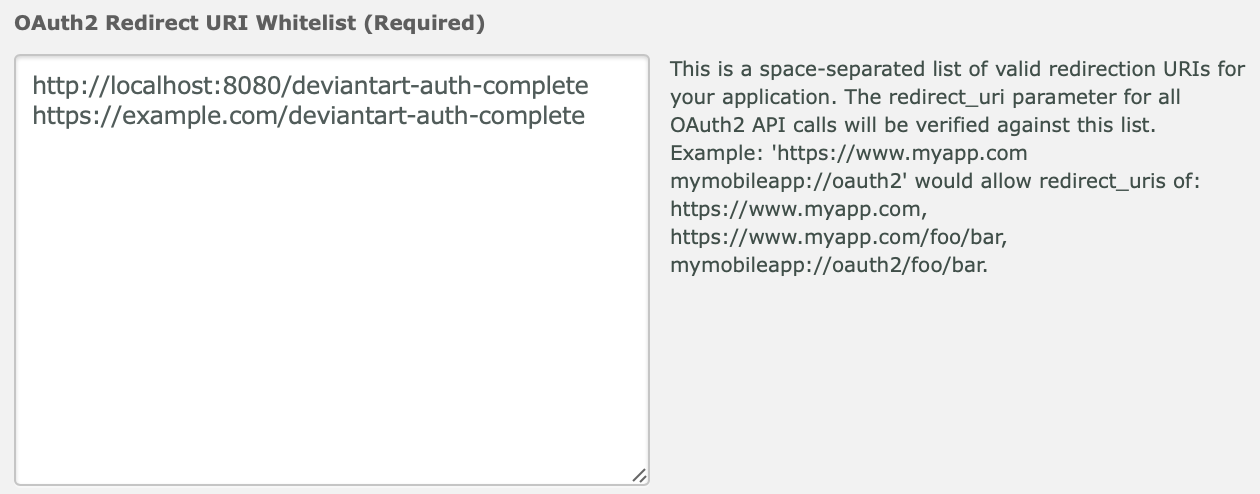 OAuth2 Redirect URI Whitelist (Required)
http://localhost:8080/deviantart-auth-complete
https://example.com/deviantart-auth-complete
This is a space-separated list of valid redirection URIs for
your application. The redirect_uri parameter for all
OAuth2 API calls will be verified against this list.
Example: 'https://www.myapp.com
mymobileapp://oauth2' would allow redirect_uris of:
https://www.myapp.com,
https://www.myapp.com/foo/bar,
mymobileapp://oauth2/foo/bar.